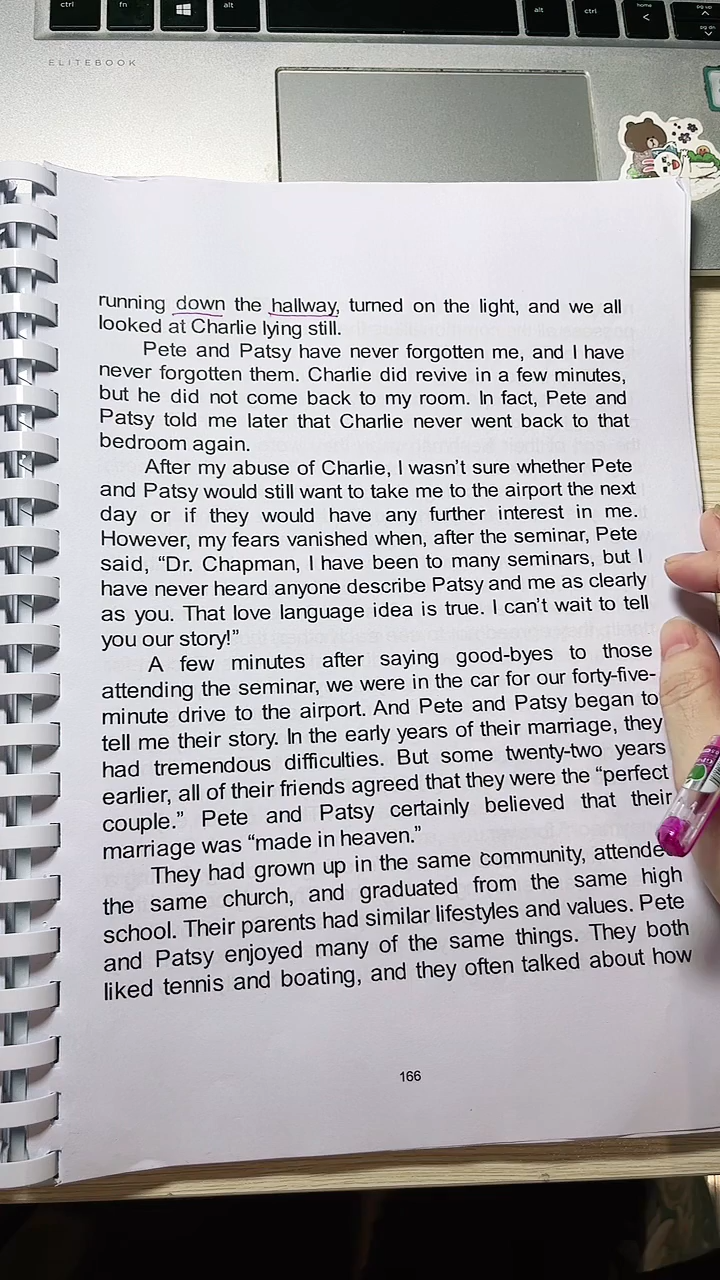 ctrl fn alt alt ctrl home pg up
< pg dn
ELITEBOOK
running down the hallway, turned on the light, and we all
looked at Charlie lying still.
Pete and Patsy have never forgotten me, and I have
never forgotten them. Charlie did revive in a few minutes,
but he did not come back to my room. In fact, Pete and
Patsy told me later that Charlie never went back to that
bedroom again.
After my abuse of Charlie, I wasn't sure whether Pete
and Patsy would still want to take me to the airport the next
day or if they would have any further interest in me.
However, my fears vanished when, after the seminar, Pete
said, “Dr. Chapman, I have been to many seminars, but I
have never heard anyone describe Patsy and me as clearly
as you. That love language idea is true. I can't wait to tell
you our story!”
A few minutes after saying good-byes to those
attending the seminar, we were in the car for our forty-five-
minute drive to the airport. And Pete and Patsy began to
tell me their story. In the early years of their marriage, they
had tremendous difficulties. But some twenty-two years
earlier, all of their friends agreed that they were the “perfect
couple.” Pete and Patsy certainly believed that their
marriage was “made in heaven.”
They had grown up in the same community, attended
the same church, and graduated from the same high
school. Their parents had similar lifestyles and values. Pete
and Patsy enjoyed many of the same things. They both
liked tennis and boating, and they often talked about how
166